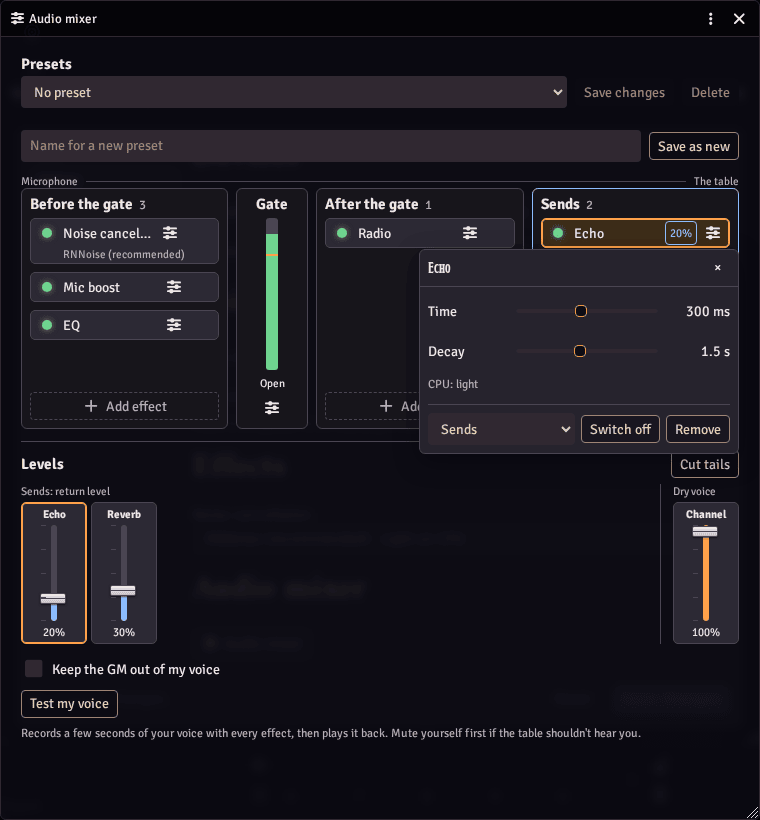 Audio mixer
Presets
No preset
Save changes
Delete
Name for a new preset
Save as new
Microphone
The table
Before the gate 3
Noise cancel...
RNNoise (recommended)
Mic boost
EQ
Add effect
Gate
Open
After the gate 1
Radio
Sends 2
Echo 20%
Echo
×
Time 300 ms
Decay 1.5 s
CPU: light
Sends
Switch off
Remove
Levels
Cut tails
Sends: return level
Dry voice
Echo
20%
Reverb
30%
Channel
100%
Keep the GM out of my voice
Test my voice
Records a few seconds of your voice with every effect, then plays it back. Mute yourself first if the table shouldn't hear you.
Effects
Audio mixer